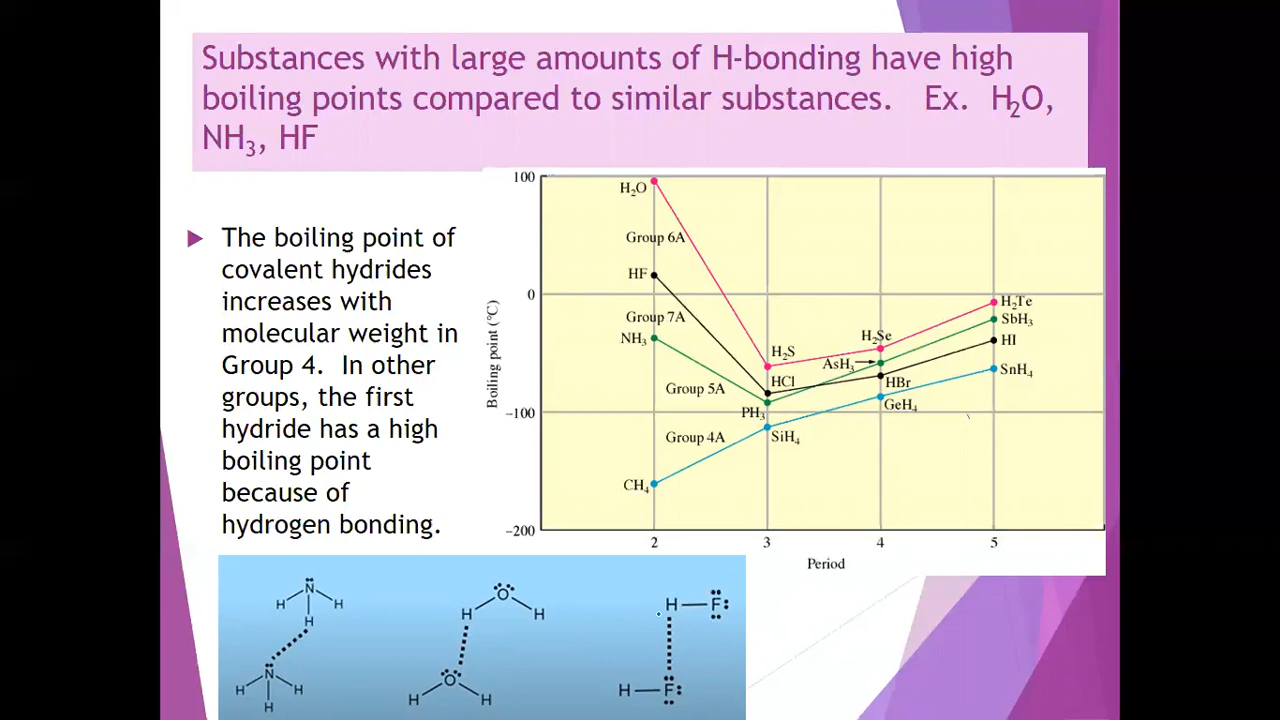 Substances with large amounts of H-bonding have high
boiling points compared to similar substances. Ex. H₂O,
NH₃, HF
The boiling point of
covalent hydrides
increases with
molecular weight in
Group 4. In other
groups, the first
hydride has a high
boiling point
because of
hydrogen bonding.
100
H₂O
Group 6A
HF
0
H₂Te
Group 7A
SbH₃
NH₃
H₂Se
HI
H₂S
AsH₃
SnH₄
HCl
HBr
Group 5A
GeH₄
PH₃
-100
Group 4A
SiH₄
CH₄
-200
Boiling point (°C)
2 3 4 5
Period
N
H H
H
N
H H
H
O
H H
O
H H
H F
H F